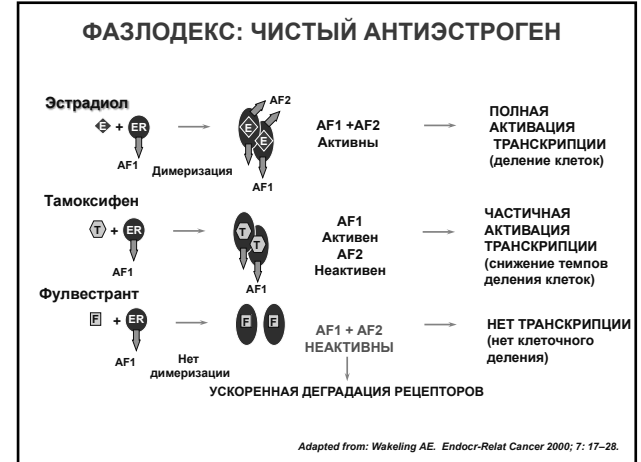 ФАЗЛОДЕКС: ЧИСТЫЙ АНТИЭСТРОГЕН
Эстрадиол
E + ER
AF1
Димеризация
AF2
E
E
AF1
AF1 +AF2
Активны
ПОЛНАЯ
АКТИВАЦИЯ
ТРАНСКРИПЦИИ
(деление клеток)
Тамоксифен
T + ER
AF1
T
T
AF1
AF1
Активен
AF2
Неактивен
ЧАСТИЧНАЯ
АКТИВАЦИЯ
ТРАНСКРИПЦИИ
(снижение темпов
деления клеток)
Фулвестрант
F + ER
AF1
Нет
димеризации
F F
AF1 + AF2
НЕАКТИВНЫ
НЕТ ТРАНСКРИПЦИИ
(нет клеточного
деления)
УСКОРЕННАЯ ДЕГРАДАЦИЯ РЕЦЕПТОРОВ
Adapted from: Wakeling AE. Endocr-Relat Cancer 2000; 7: 17–28.